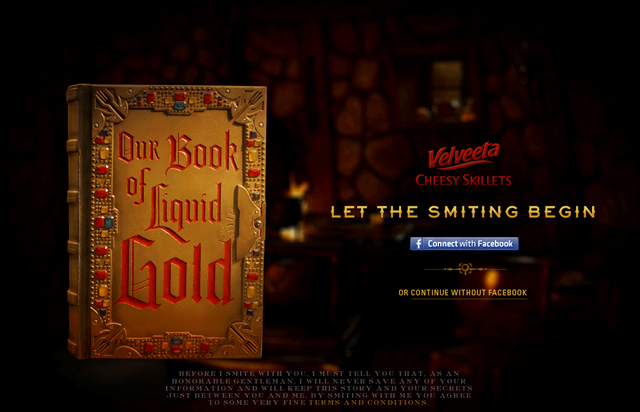 Our Book
of
Liquid
Gold
Velveeta
CHEESY SKILLETS
LET THE SMITING BEGIN
f Connect with Facebook
OR CONTINUE WITHOUT FACEBOOK
BEFORE I SMITE WITH YOU, I MUST TELL YOU THAT, AS AN
HONORABLE GENTLEMAN, I WILL NEVER SAVE ANY OF YOUR
INFORMATION AND WILL KEEP THIS STORY AND YOUR SECRETS
JUST BETWEEN YOU AND ME. BY SMITING WITH ME YOU AGREE
TO SOME VERY FINE TERMS AND CONDITIONS.